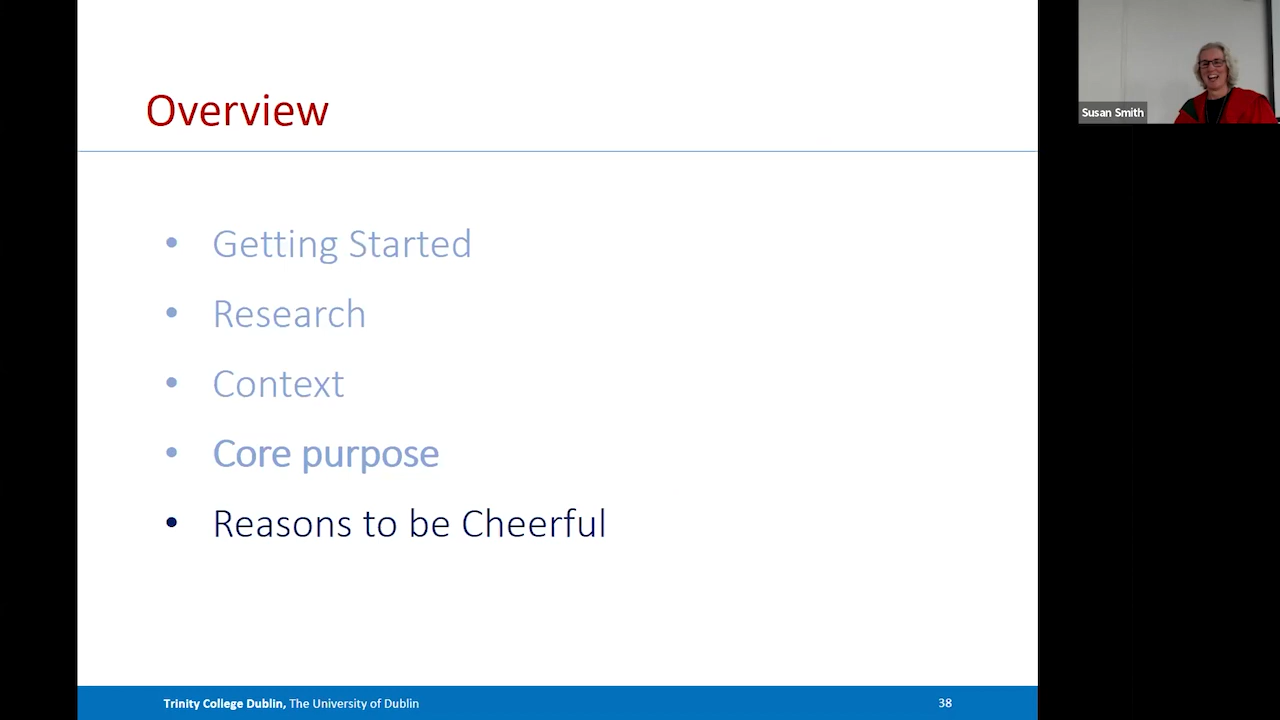 Overview
• Getting Started
• Research
• Context
• Core purpose
• Reasons to be Cheerful
Trinity College Dublin, The University of Dublin
38
Susan Smith